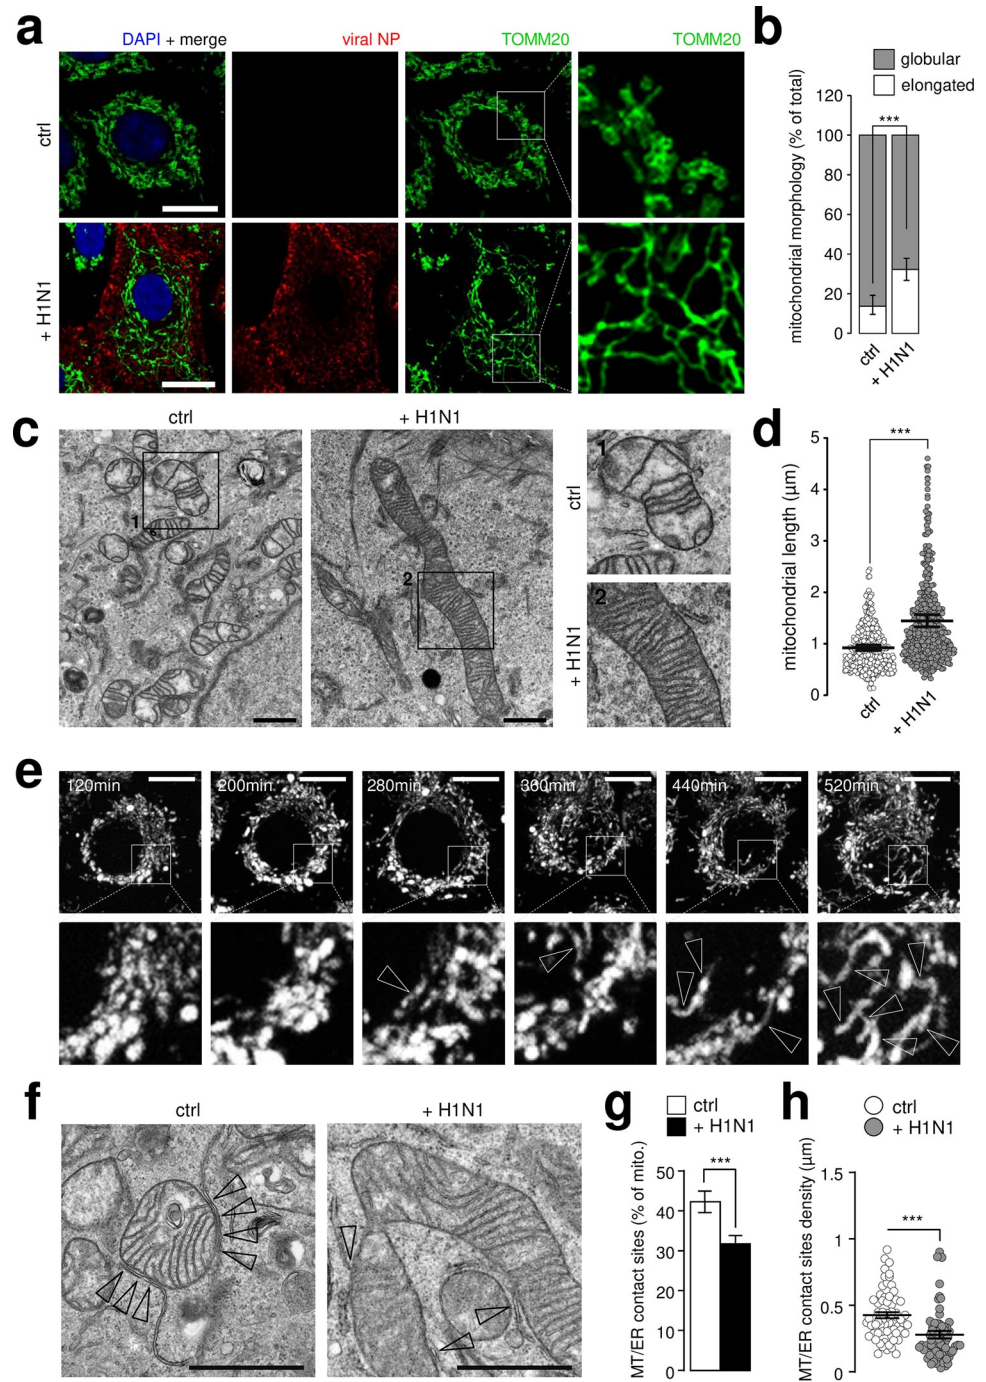 a
DAPI + merge
viral NP
TOMM20
TOMM20
ctrl
+ H1N1
b
globular
elongated
mitochondrial morphology (% of total)
120
100
80
60
40
20
0
***
ctrl
+ H1N1
c
ctrl
+ H1N1
1
2
1
ctrl
2
+ H1N1
d
mitochondrial length (µm)
5
4
3
2
1
0
***
ctrl
+ H1N1
e
120min
200min
280min
360min
440min
520min
f
ctrl
+ H1N1
g
ctrl
+ H1N1
MT/ER contact sites (% of mito.)
50
40
30
20
10
0
***
h
ctrl
+ H1N1
MT/ER contact sites density (µm)
1.5
1
0.5
0
***